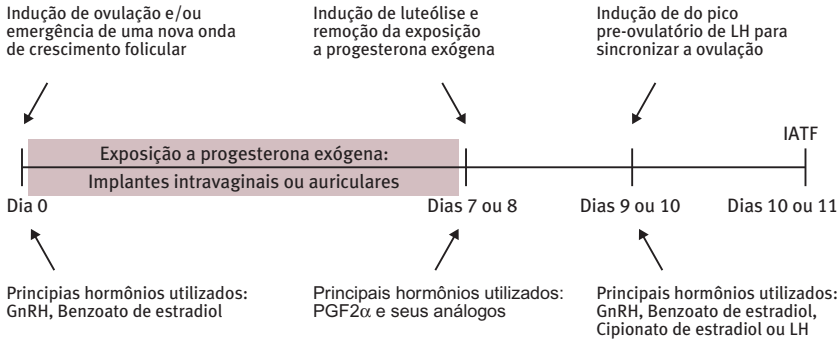 Indução de ovulação e/ou
emergência de uma nova onda
de crescimento folicular
Indução de luteólise e
remoção da exposição
a progesterona exógena
Indução de do pico
pre-ovulatório de LH para
sincronizar a ovulação
IATF
Exposição a progesterona exógena:
Implantes intravaginais ou auriculares
Dia 0
Dias 7 ou 8
Dias 9 ou 10
Dias 10 ou 11
Principias hormônios utilizados:
GnRH, Benzoato de estradiol
Principais hormônios utilizados:
PGF2α e seus análogos
Principais hormônios utilizados:
GnRH, Benzoato de estradiol,
Cipionato de estradiol ou LH